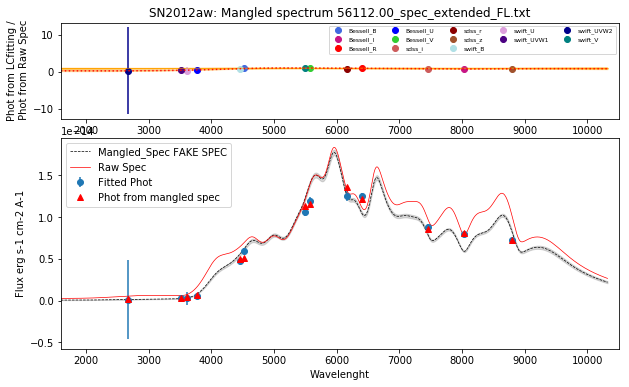 SN2012aw: Mangled spectrum 56112.00_spec_extended_FL.txt
Phot from LCfitting /
Phot from Raw Spec
10
0
−10
Bessell_B
Bessell_I
Bessell_R
Bessell_U
Bessell_V
sdss_i
sdss_r
sdss_z
swift_B
swift_U
swift_UVW1
swift_UVW2
swift_V
2000 3000 4000 5000 6000 7000 8000 9000 10000
1e−14
Flux erg s-1 cm-2 A-1
1.5
1.0
0.5
0.0
−0.5
Mangled_Spec FAKE SPEC
Raw Spec
Fitted Phot
Phot from mangled spec
2000 3000 4000 5000 6000 7000 8000 9000 10000
Wavelenght